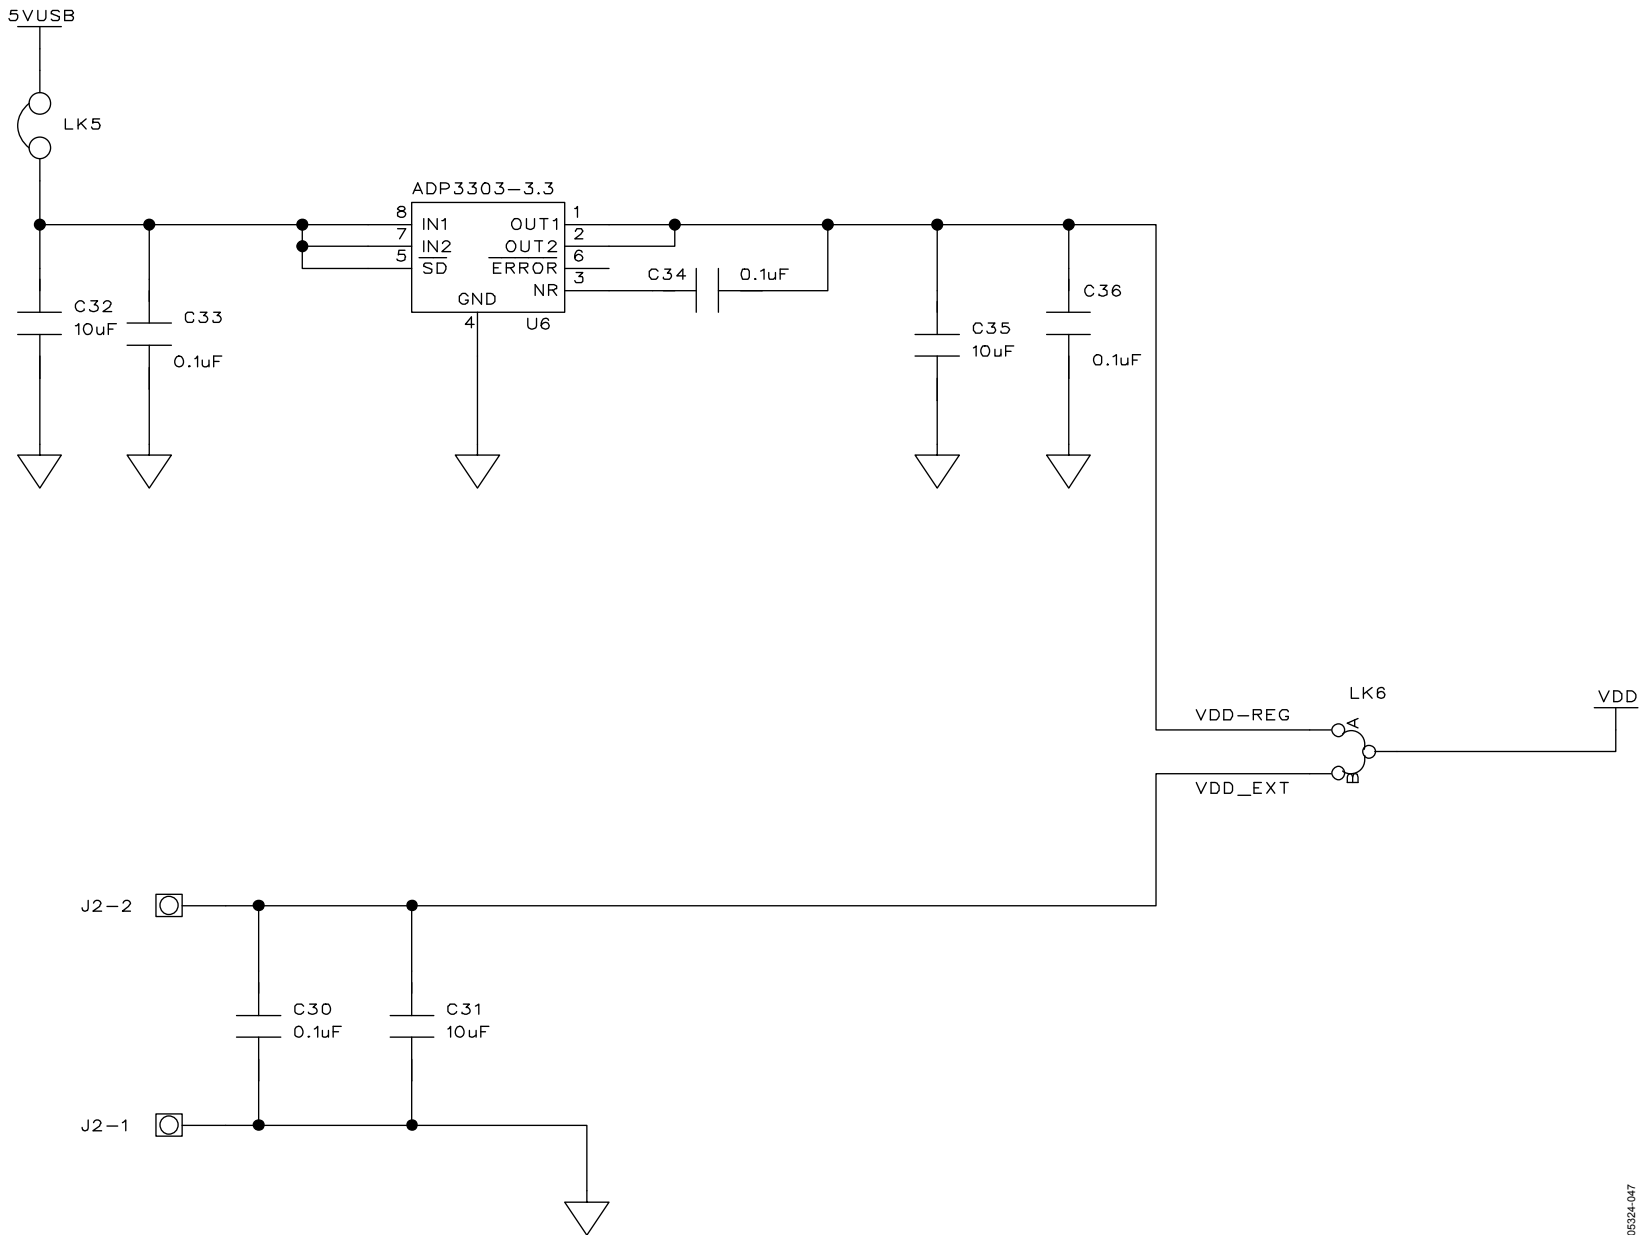 5VUSB
LK5
ADP3303-3.3
8
IN1
OUT1
1
7
IN2
OUT2
2
5
SD
ERROR
6
NR
3
GND
4
U6
C34
0.1uF
C32
10uF
C33
0.1uF
C35
10uF
C36
0.1uF
LK6
VDD
VDD-REG
A
B
VDD_EXT
J2-2
C30
0.1uF
C31
10uF
J2-1
05324-047